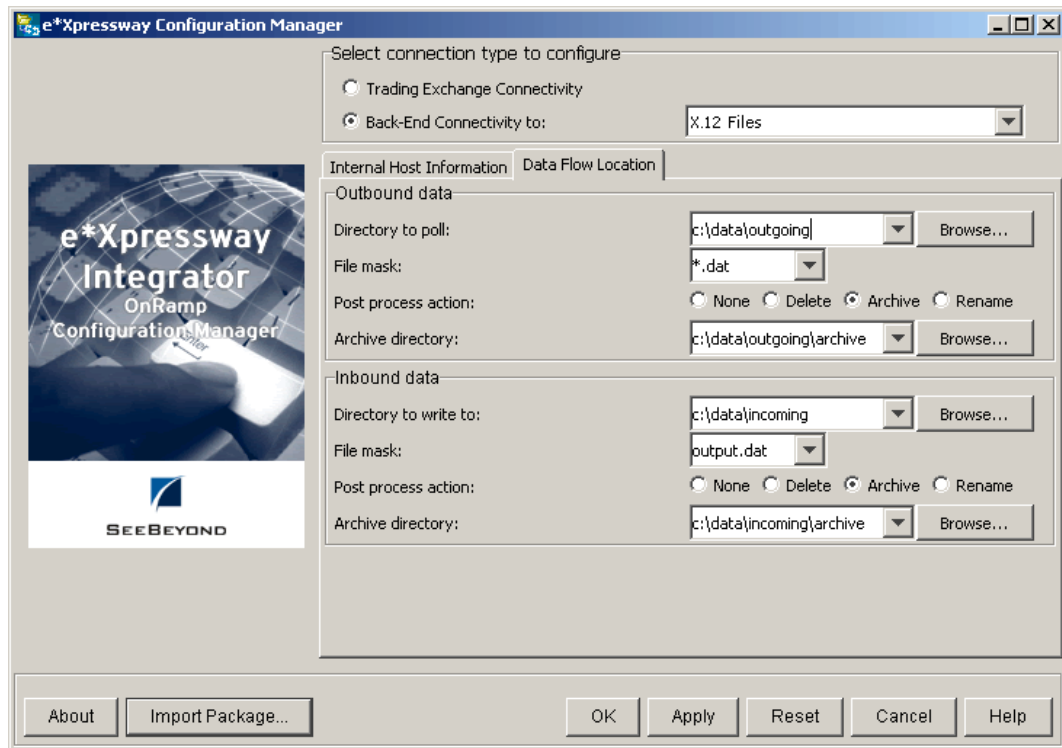 e*Xpressway Configuration Manager
Select connection type to configure
Trading Exchange Connectivity
Back-End Connectivity to: X.12 Files
Internal Host Information Data Flow Location
Outbound data
Directory to poll: c:\data\outgoing Browse...
File mask: *.dat
Post process action: None Delete Archive Rename
Archive directory: c:\data\outgoing\archive Browse...
Inbound data
Directory to write to: c:\data\incoming Browse...
File mask: output.dat
Post process action: None Delete Archive Rename
Archive directory: c:\data\incoming\archive Browse...
e*Xpressway
Integrator
OnRamp
Configuration Manager
Enter
SEEBEYOND
About Import Package... OK Apply Reset Cancel Help